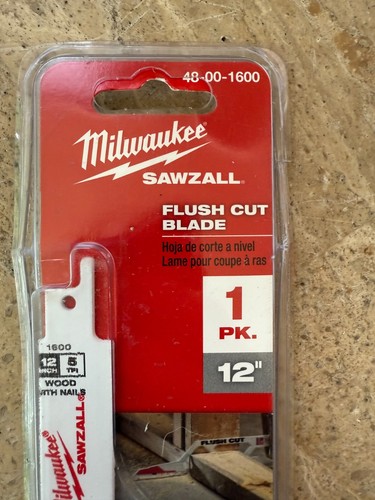 48-00-1600
Milwaukee
SAWZALL®
FLUSH CUT
BLADE
Hoja de corte a nivel
Lame pour coupe à ras
1
PK.
12"
1600
12 5
INCH TPI
WOOD
WITH NAILS
Milwaukee®
SAWZALL®
FLUSH CUT